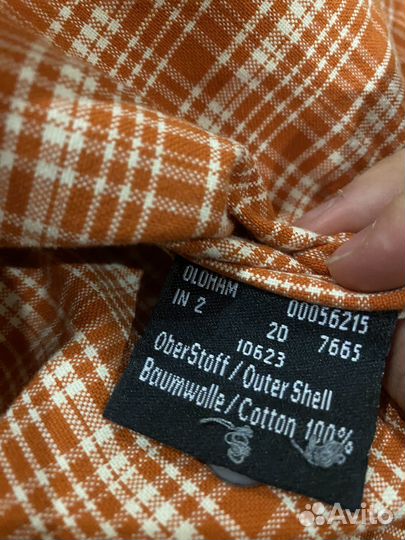 OLDHAM 00056215
IN 2 20 7665
10623
OberStoff / Outer Shell
Baumwolle / Cotton 100%
Avito